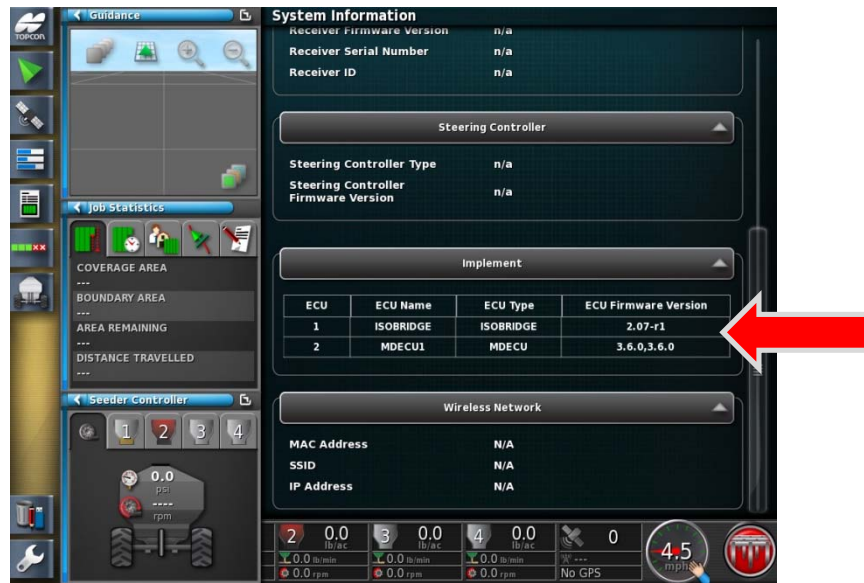 TOPCON
Guidance
System Information
Receiver Firmware Version n/a
Receiver Serial Number n/a
Receiver ID n/a
Steering Controller
Steering Controller Type n/a
Steering Controller
Firmware Version n/a
Job Statistics
COVERAGE AREA
---
BOUNDARY AREA
---
AREA REMAINING
---
DISTANCE TRAVELLED
---
Implement
ECU ECU Name ECU Type ECU Firmware Version
1 ISOBRIDGE ISOBRIDGE 2.07-r1
2 MDECU1 MDECU 3.6.0,3.6.0
Seeder Controller
1 2 3 4
0.0
psi
----
rpm
Wireless Network
MAC Address N/A
SSID N/A
IP Address N/A
2 0.0 lb/ac 3 0.0 lb/ac 4 0.0 lb/ac 0
0.0 lb/min 0.0 lb/min 0.0 lb/min ---
0.0 rpm 0.0 rpm 0.0 rpm No GPS
4.5
mph